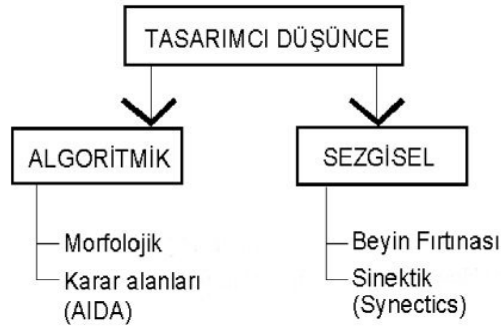 TASARIMCI DÜŞÜNCE
ALGORİTMİK
SEZGİSEL
Morfolojik
Karar alanları
(AIDA)
Beyin Fırtınası
Sinektik
(Synectics)